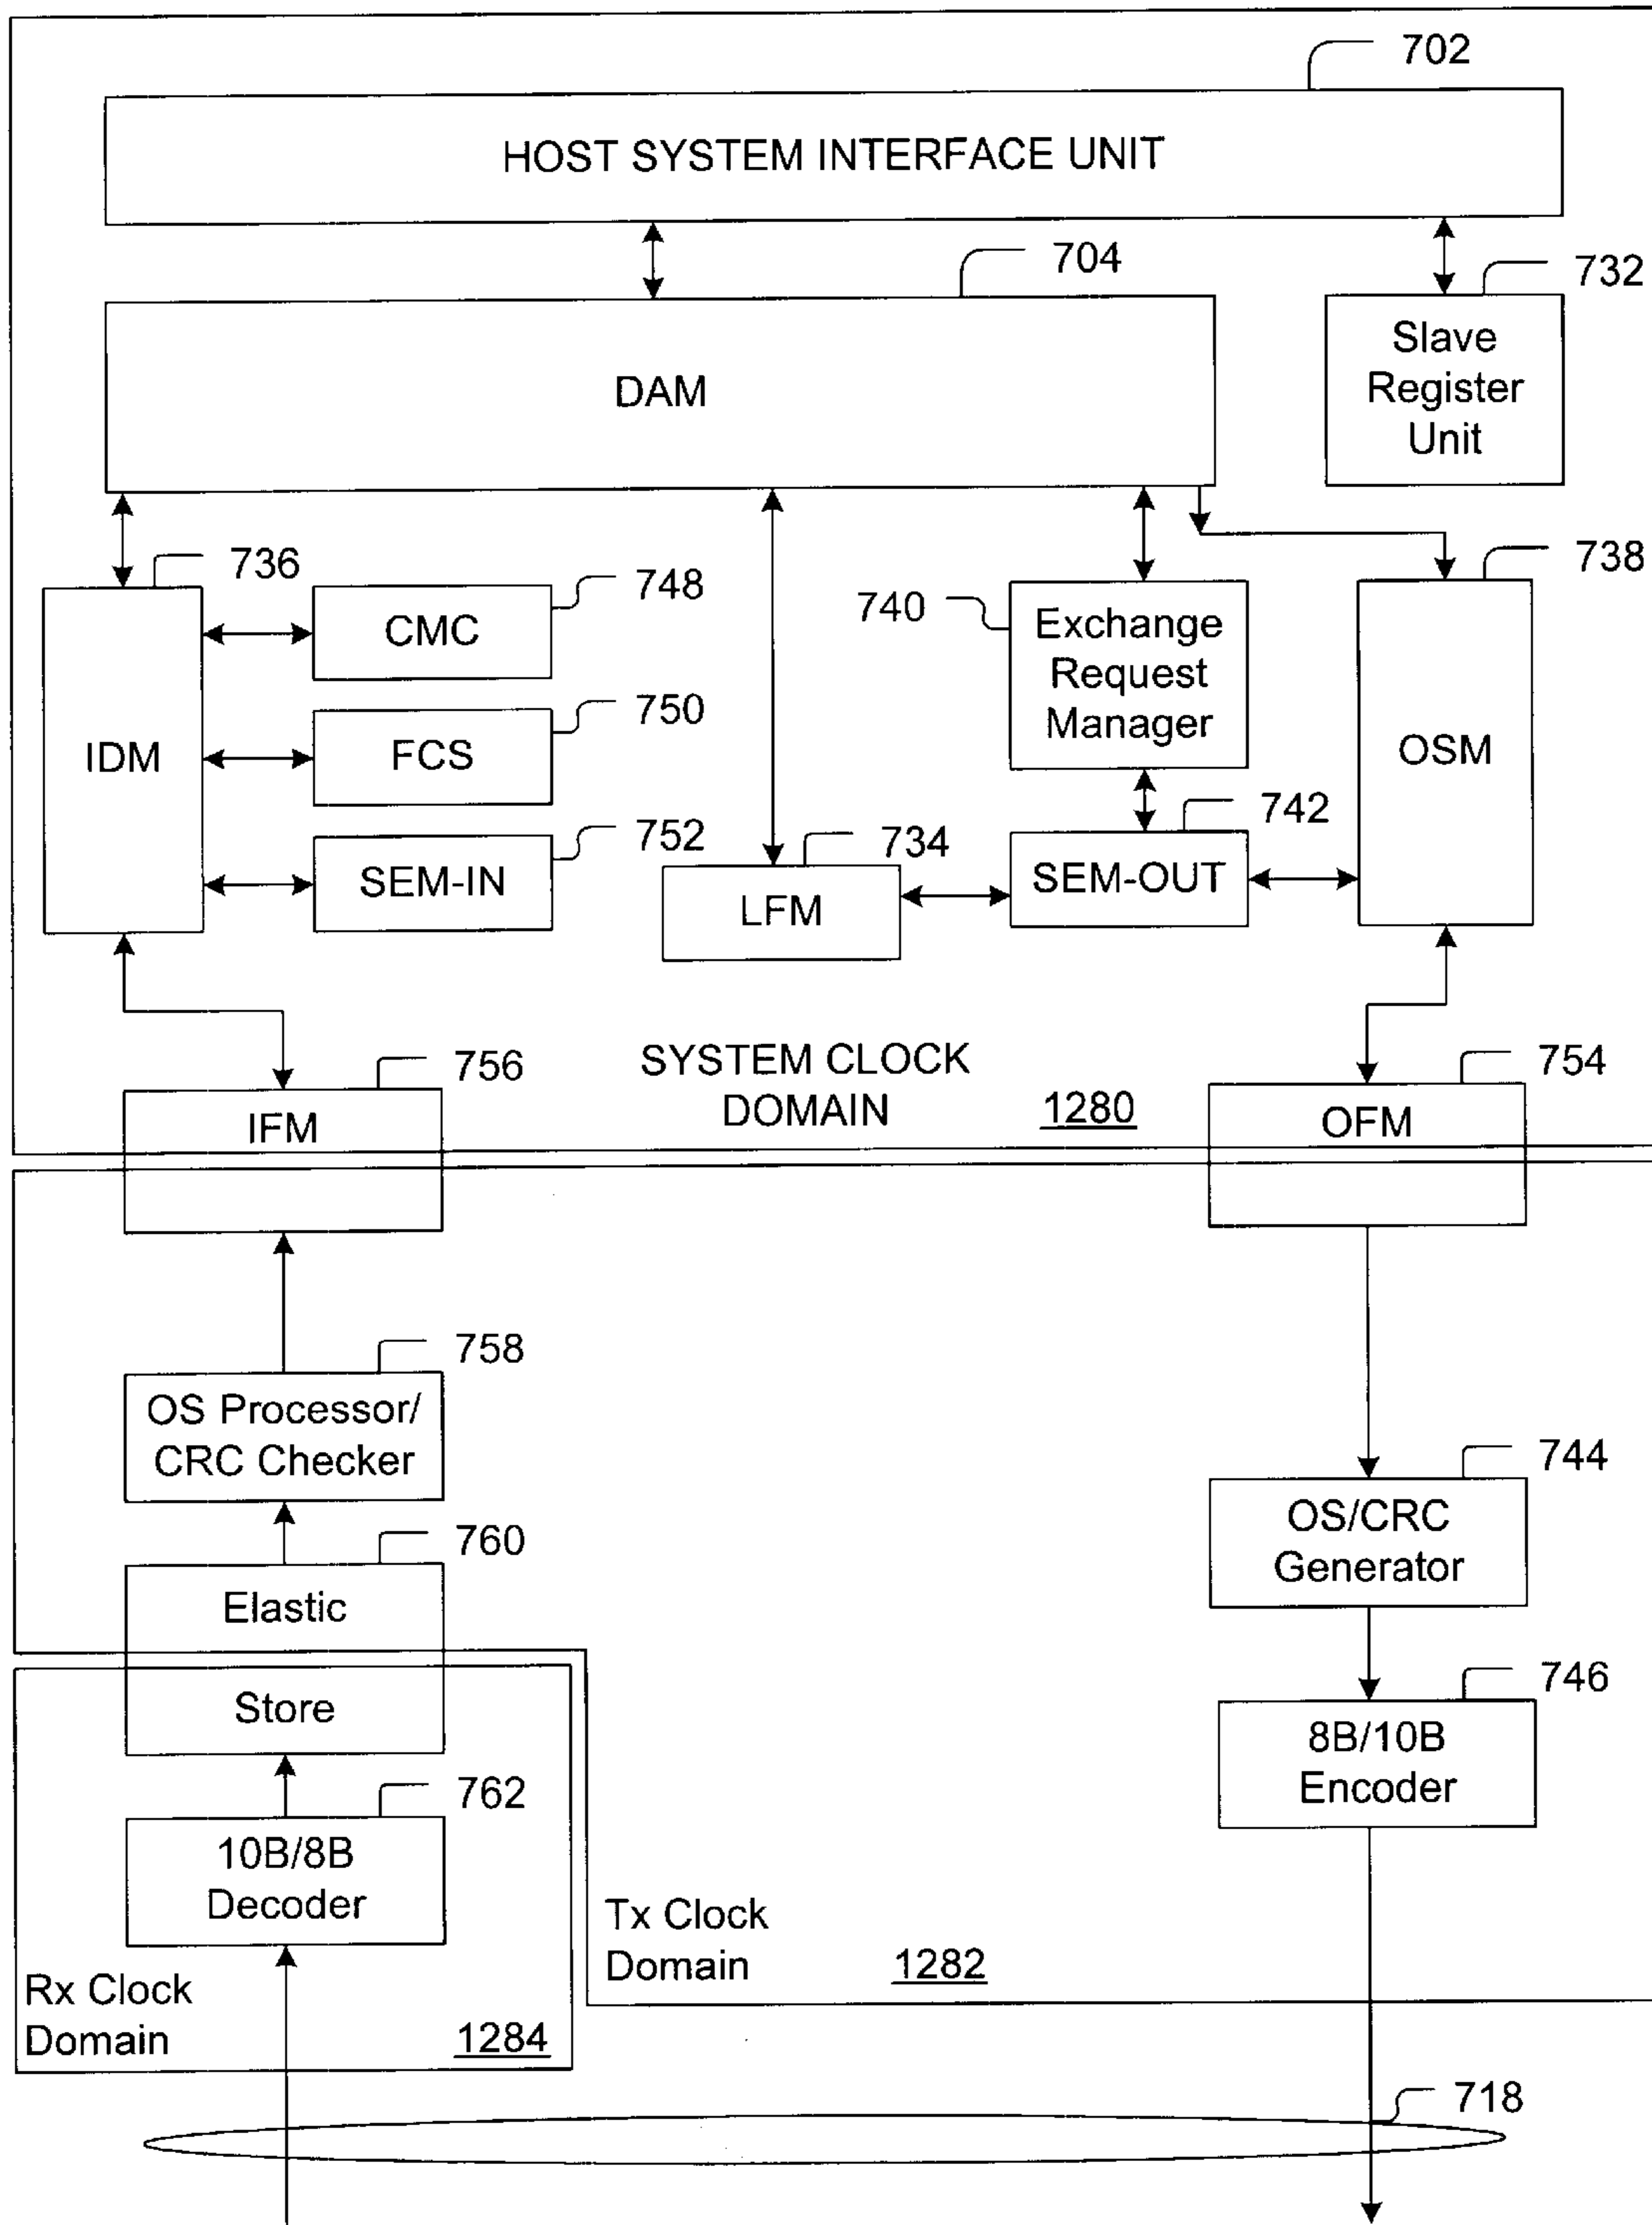 702
HOST SYSTEM INTERFACE UNIT
704
732
DAM
Slave
Register
Unit
736
748
740
738
IDM
CMC
750
FCS
752
SEM-IN
Exchange
Request
Manager
OSM
734
742
LFM
SEM-OUT
756
SYSTEM CLOCK
DOMAIN
1280
754
IFM
OFM
758
OS Processor/
CRC Checker
744
OS/CRC
Generator
760
Elastic
Store
746
8B/10B
Encoder
762
10B/8B
Decoder
Tx Clock
Domain
1282
Rx Clock
Domain
1284
718